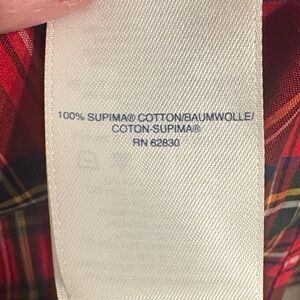 100% SUPIMA® COTTON/BAUMWOLLE/
COTON-SUPIMA®
RN 62830